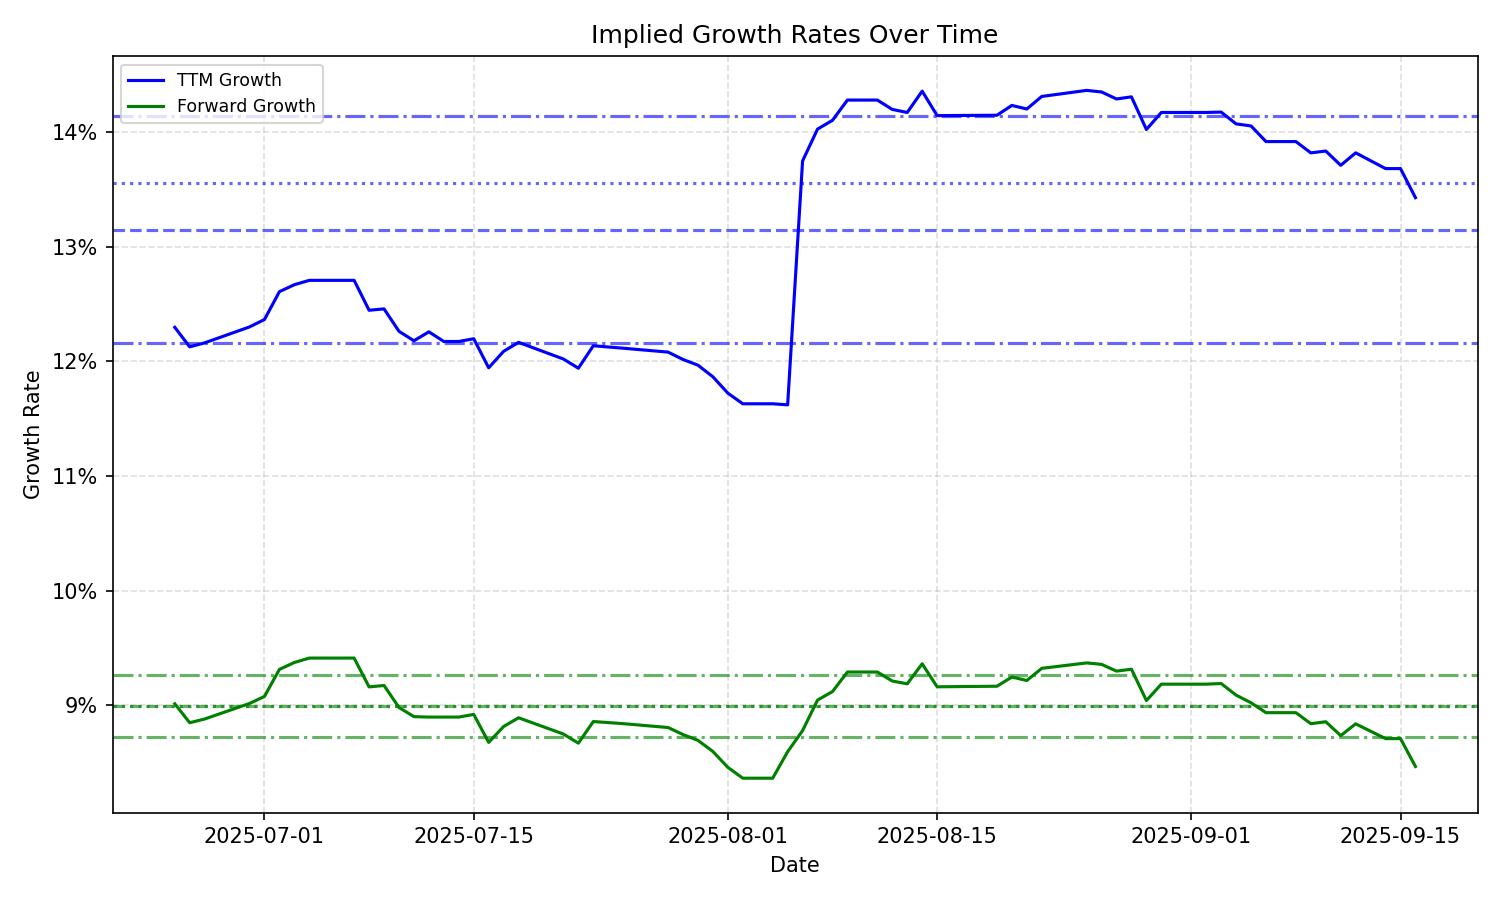 Implied Growth Rates Over Time
TTM Growth
Forward Growth
14%
13%
12%
11%
10%
9%
Growth Rate
2025-07-01
2025-07-15
2025-08-01
2025-08-15
2025-09-01
2025-09-15
Date